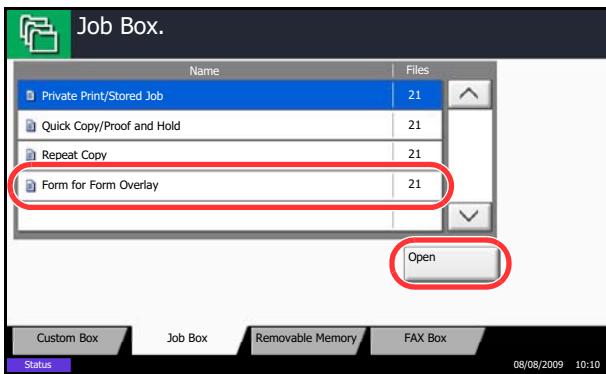 Job Box.
Name Files
Private Print/Stored Job 21
Quick Copy/Proof and Hold 21
Repeat Copy 21
Form for Form Overlay 21
Open
Custom Box Job Box Removable Memory FAX Box
Status 08/08/2009 10:10